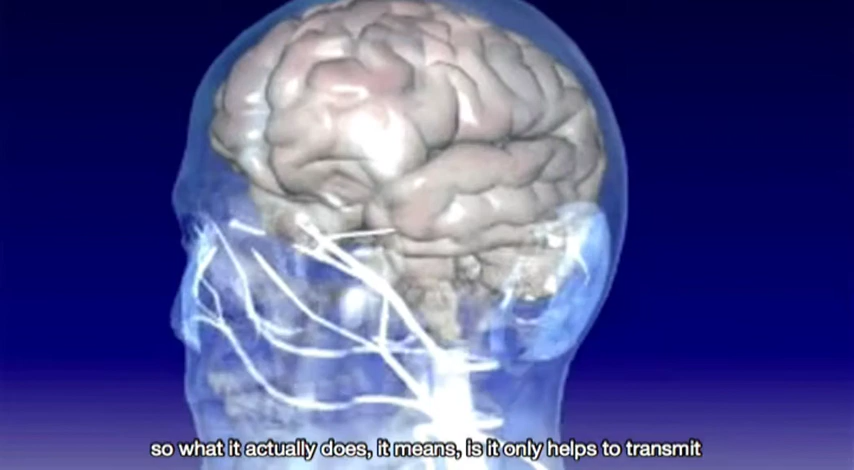 so what it actually does, it means, is it only helps to transmit